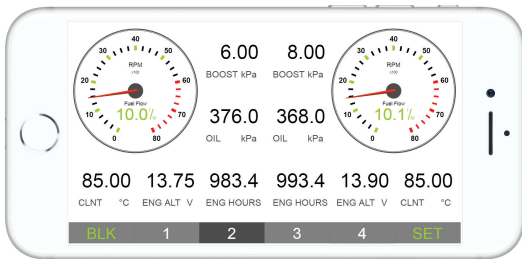 40
30 50
RPM
x100
20 60
10 70
Fuel Flow
10.0
0 80
6.00 8.00
BOOST kPa BOOST kPa
376.0 368.0
OIL kPa OIL kPa
40
30 50
RPM
x100
20 60
10 70
Fuel Flow
10.1
0 80
85.00 13.75 983.4 993.4 13.90 85.00
CLNT °C ENG ALT V ENG HOURS ENG HOURS ENG ALT V CLNT °C
BLK 1 2 3 4 SET